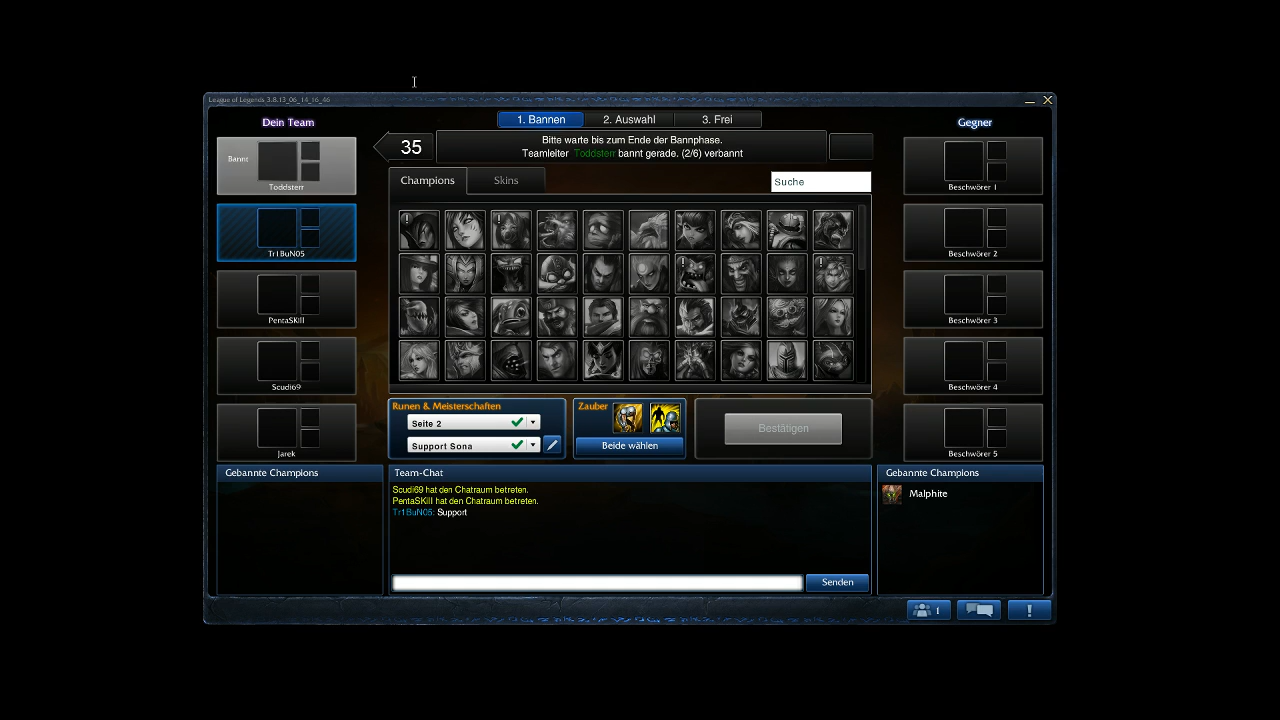 League of Legends 3.8.13_06_14_16_46
Dein Team
1. Bannen
2. Auswahl
3. Frei
Gegner
35
Bitte warte bis zum Ende der Bannphase.
Teamleiter Toddsterr bannt gerade. (2/6) verbannt
Bannt
Toddsterr
Tr1BuN05
PentaSKill
Scudi69
Jarek
Champions
Skins
Suche
Beschwörer 1
Beschwörer 2
Beschwörer 3
Beschwörer 4
Beschwörer 5
Runen & Meisterschaften
Seite 2
Support Sona
Zauber
Beide wählen
Bestätigen
Gebannte Champions
Team-Chat
Scudi69 hat den Chatraum betreten.
PentaSKill hat den Chatraum betreten.
Tr1BuN05: Support
Senden
Gebannte Champions
Malphite
1